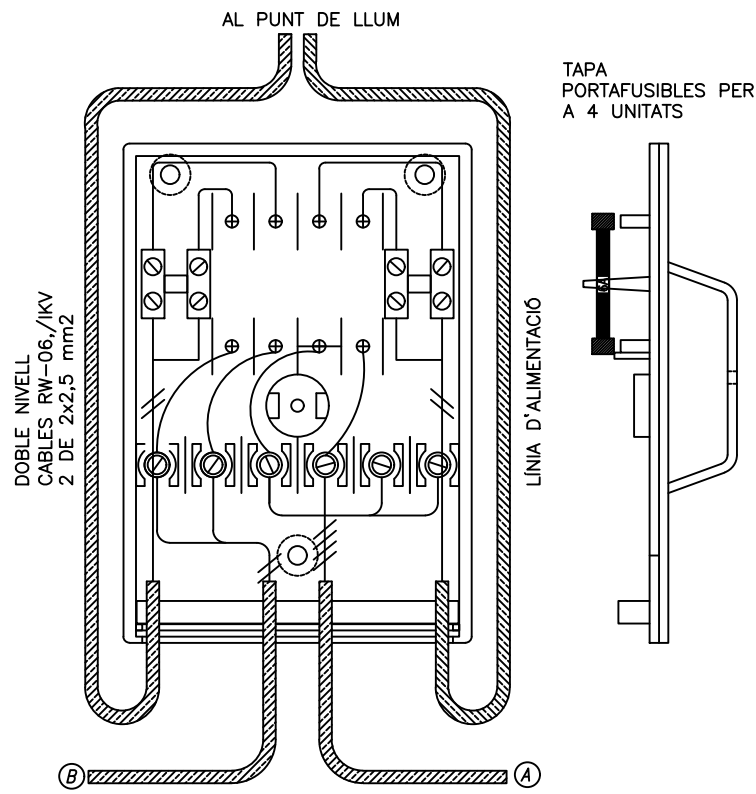 AL PUNT DE LLUM
TAPA
PORTAFUSIBLES PER
A 4 UNITATS
6A
DOBLE NIVELL
CABLES RW-06,/IKV
2 DE 2x2,5 mm2
LÍNIA D'ALIMENTACIÓ
B
A